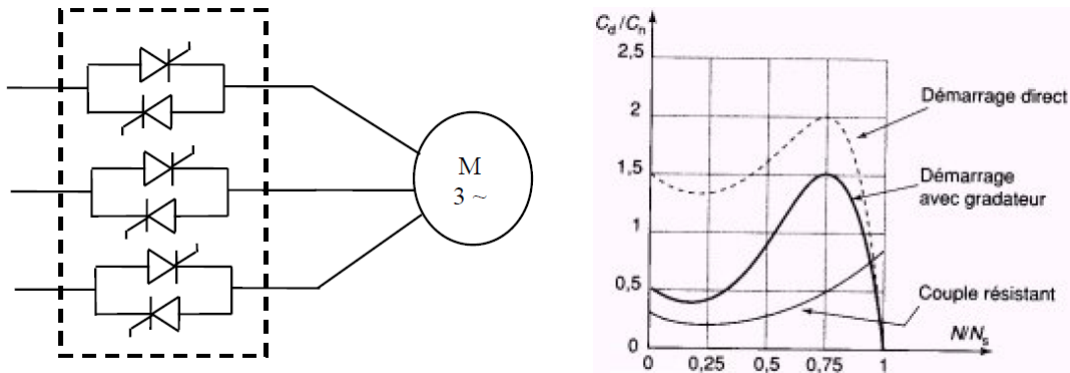 M
3 ~
Cd/Cn
2,5
2
1,5
1
0,5
0
0 0,25 0,5 0,75 1
N/Ns
Démarrage direct
Démarrage
avec gradateur
Couple résistant